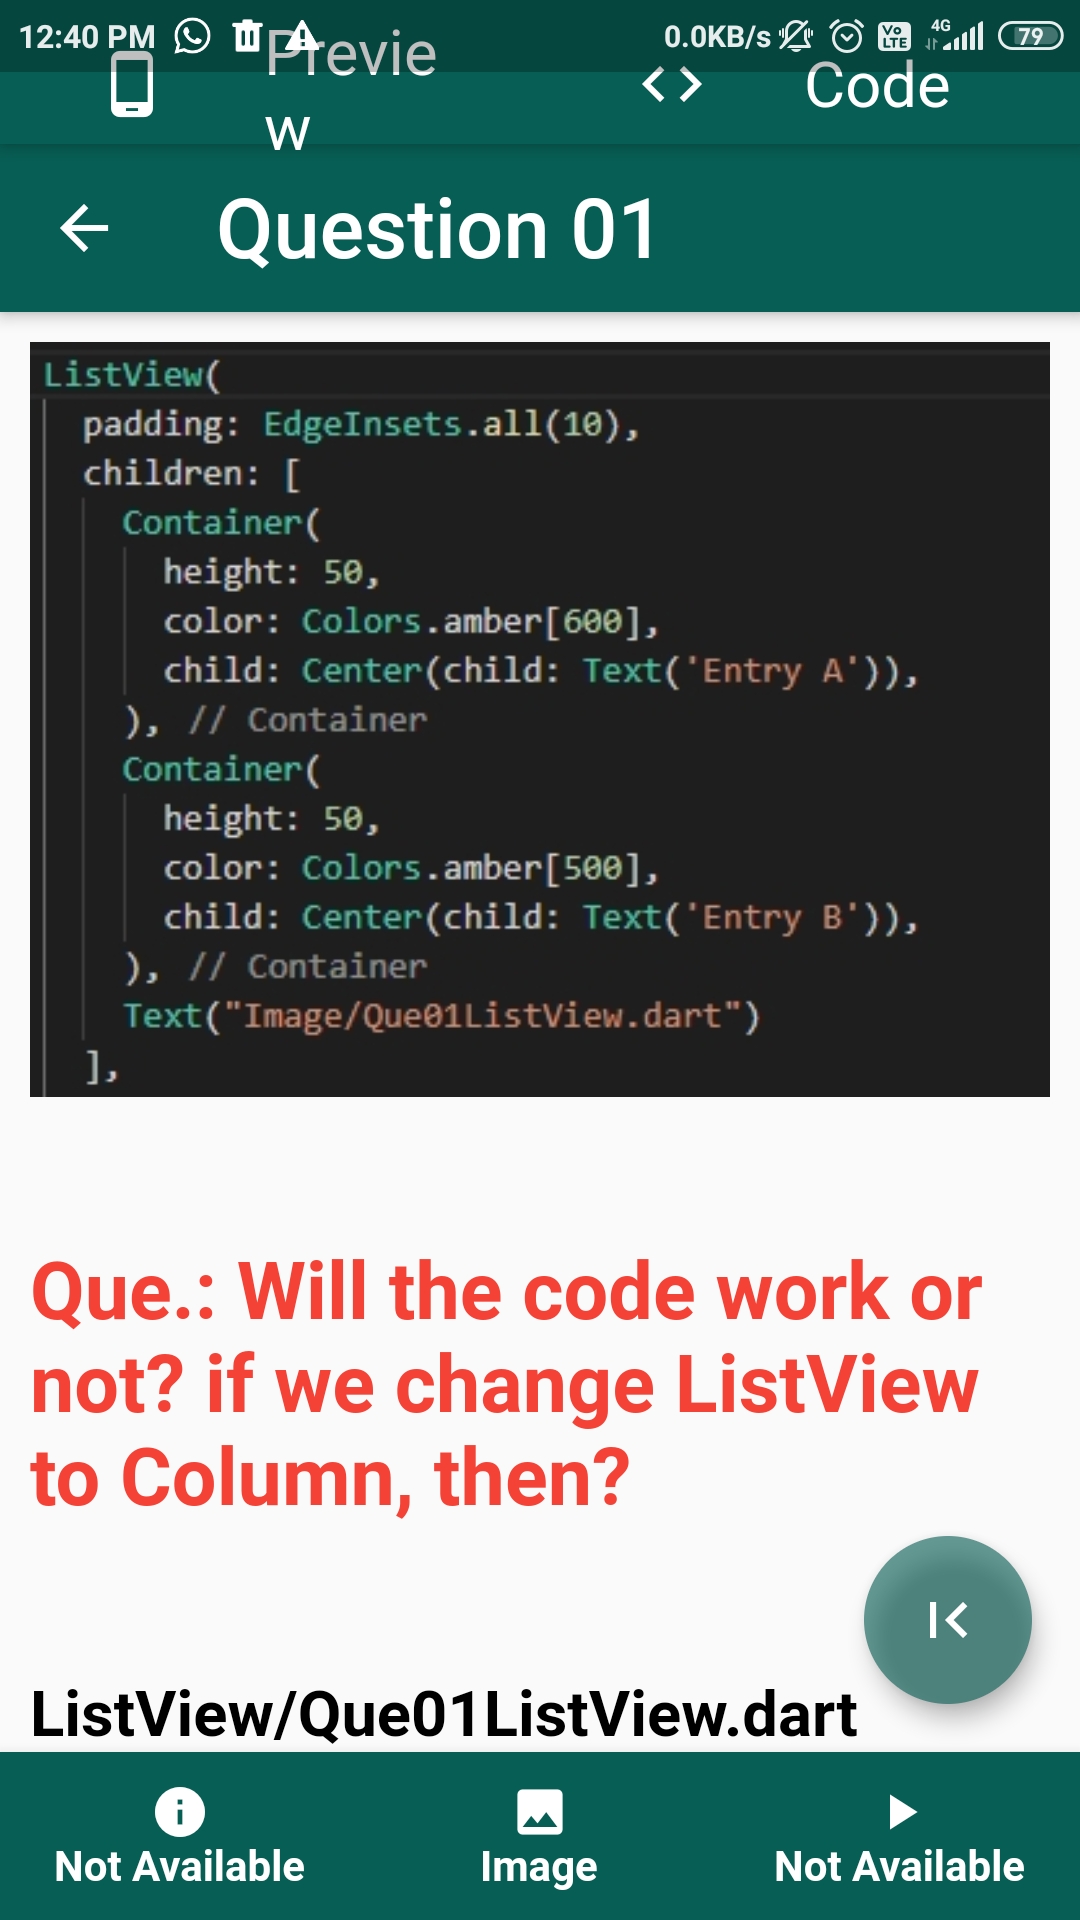 12:40 PM 0.0KB/s Vo LTE 4G 79
Previe
w
Code
Question 01
ListView(
padding: EdgeInsets.all(10),
children: [
Container(
height: 50,
color: Colors.amber[600],
child: Center(child: Text('Entry A')),
), // Container
Container(
height: 50,
color: Colors.amber[500],
child: Center(child: Text('Entry B')),
), // Container
Text("Image/Que01ListView.dart")
],
Que.: Will the code work or
not? if we change ListView
to Column, then?
ListView/Que01ListView.dart
Not Available Image Not Available